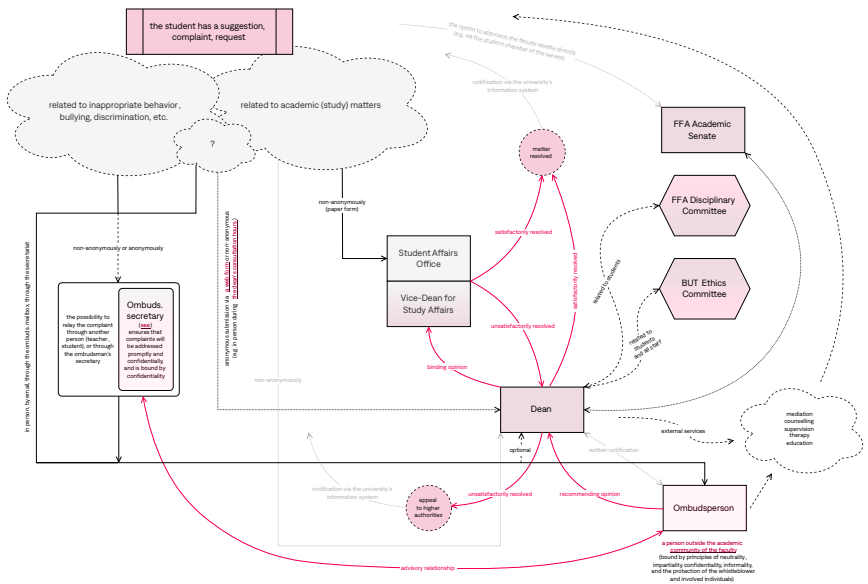 the student has a suggestion,
complaint, request
the option to approach the faculty senate directly
(e.g. via the student chamber of the senate)
notification via the university's
information system
related to inappropriate behavior,
bullying, discrimination, etc.
related to academic (study) matters
?
matter
resolved
FFA Academic
Senate
FFA Disciplinary
Committee
BUT Ethics
Committee
non-anonymously
(paper form)
non-anonymously or anonymously
satisfactorily resolved
satisfactorily resolved
Student Affairs
Office
Vice-Dean for
Study Affairs
related to students
related to
students
and all staff
unsatisfactorily resolved
binding opinion
in person, by email, through the ombuds. mailbox, through the secretariat
anonymous submission via a web form or non-anonymous
(e.g. in person during the dean's consultation hours)
the possibility to
relay the complaint
through another
person (teacher,
student), or through
the ombudsman's
secretary
Ombuds.
secretary
(see)
ensures that
complaints will
be addressed
promptly and
confidentially,
and is bound by
confidentiality
non-anonymously
Dean
external services
mediation
counselling
supervision
therapy
education
optional
written notification
notification via the university's
information system
unsatisfactorily resolved
recommending opinion
appeal
to higher
authorities
Ombudsperson
a person outside the academic
community of the faculty
(bound by principles of neutrality,
impartiality, confidentiality, informality,
and the protection of the whistleblower
and involved individuals)
advisory relationship